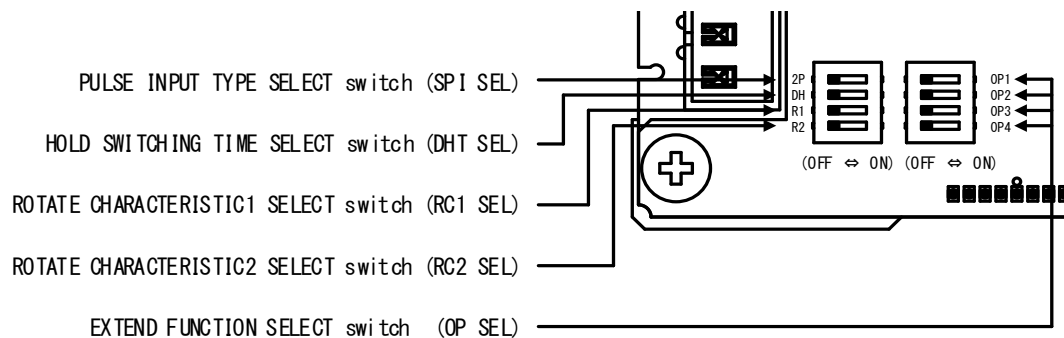 PULSE INPUT TYPE SELECT switch (SPI SEL)
HOLD SWITCHING TIME SELECT switch (DHT SEL)
ROTATE CHARACTERISTIC1 SELECT switch (RC1 SEL)
ROTATE CHARACTERISTIC2 SELECT switch (RC2 SEL)
EXTEND FUNCTION SELECT switch (OP SEL)
2P
DH
R1
R2
OP1
OP2
OP3
OP4
(OFF ⇔ ON) (OFF ⇔ ON)